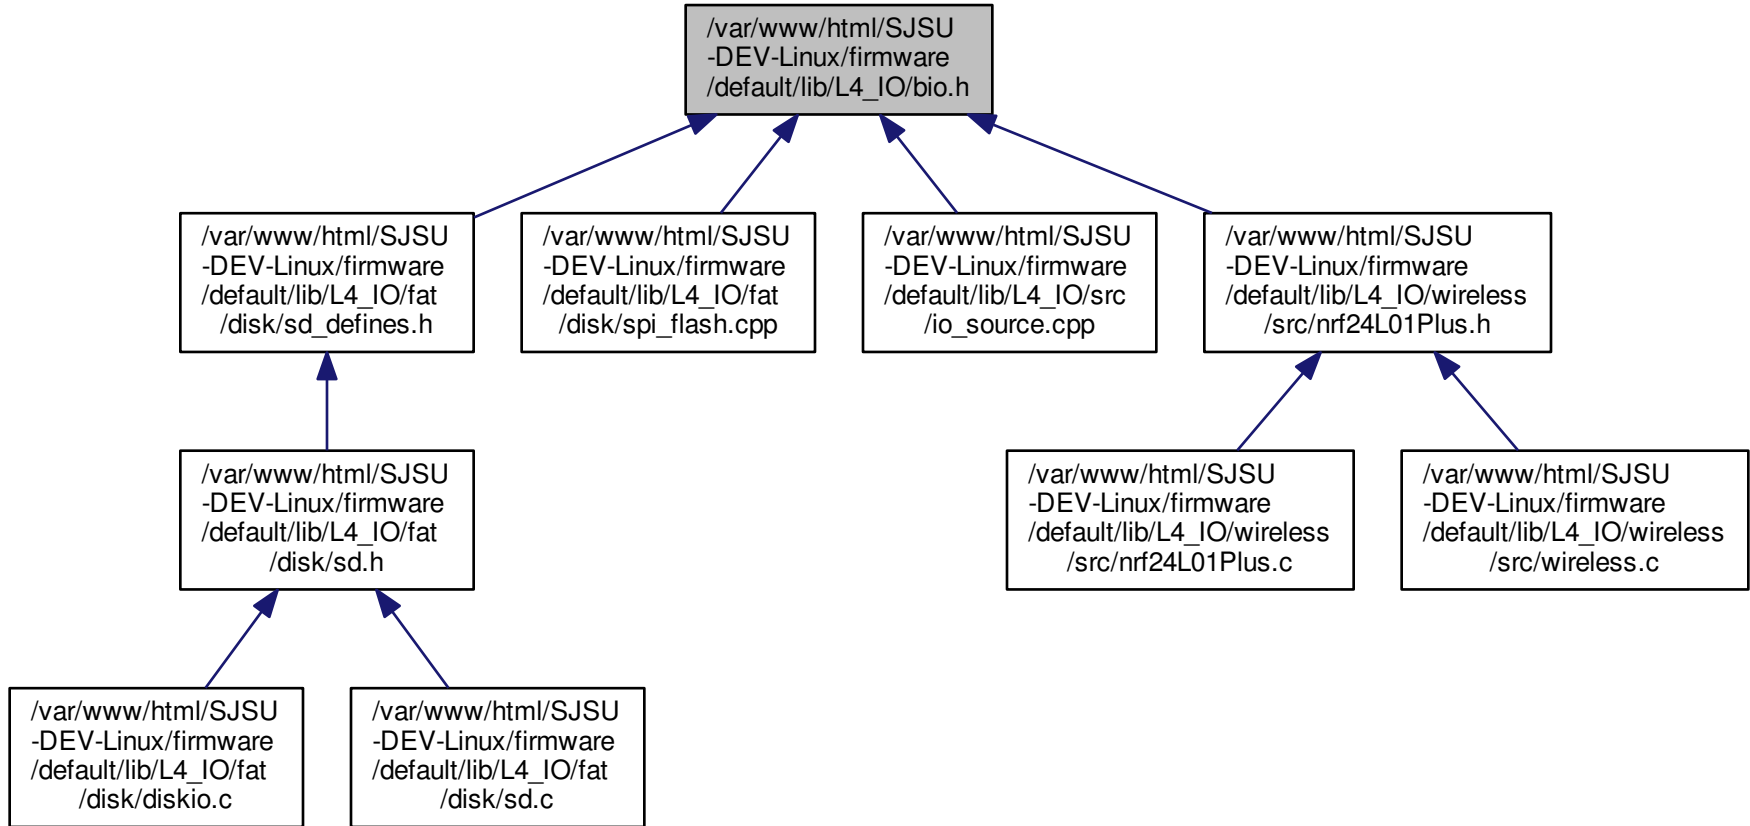 /var/www/html/SJSU
-DEV-Linux/firmware
/default/lib/L4_IO/bio.h
/var/www/html/SJSU
-DEV-Linux/firmware
/default/lib/L4_IO/fat
/disk/sd_defines.h
/var/www/html/SJSU
-DEV-Linux/firmware
/default/lib/L4_IO/fat
/disk/spi_flash.cpp
/var/www/html/SJSU
-DEV-Linux/firmware
/default/lib/L4_IO/src
/io_source.cpp
/var/www/html/SJSU
-DEV-Linux/firmware
/default/lib/L4_IO/wireless
/src/nrf24L01Plus.h
/var/www/html/SJSU
-DEV-Linux/firmware
/default/lib/L4_IO/fat
/disk/sd.h
/var/www/html/SJSU
-DEV-Linux/firmware
/default/lib/L4_IO/wireless
/src/nrf24L01Plus.c
/var/www/html/SJSU
-DEV-Linux/firmware
/default/lib/L4_IO/wireless
/src/wireless.c
/var/www/html/SJSU
-DEV-Linux/firmware
/default/lib/L4_IO/fat
/disk/diskio.c
/var/www/html/SJSU
-DEV-Linux/firmware
/default/lib/L4_IO/fat
/disk/sd.c